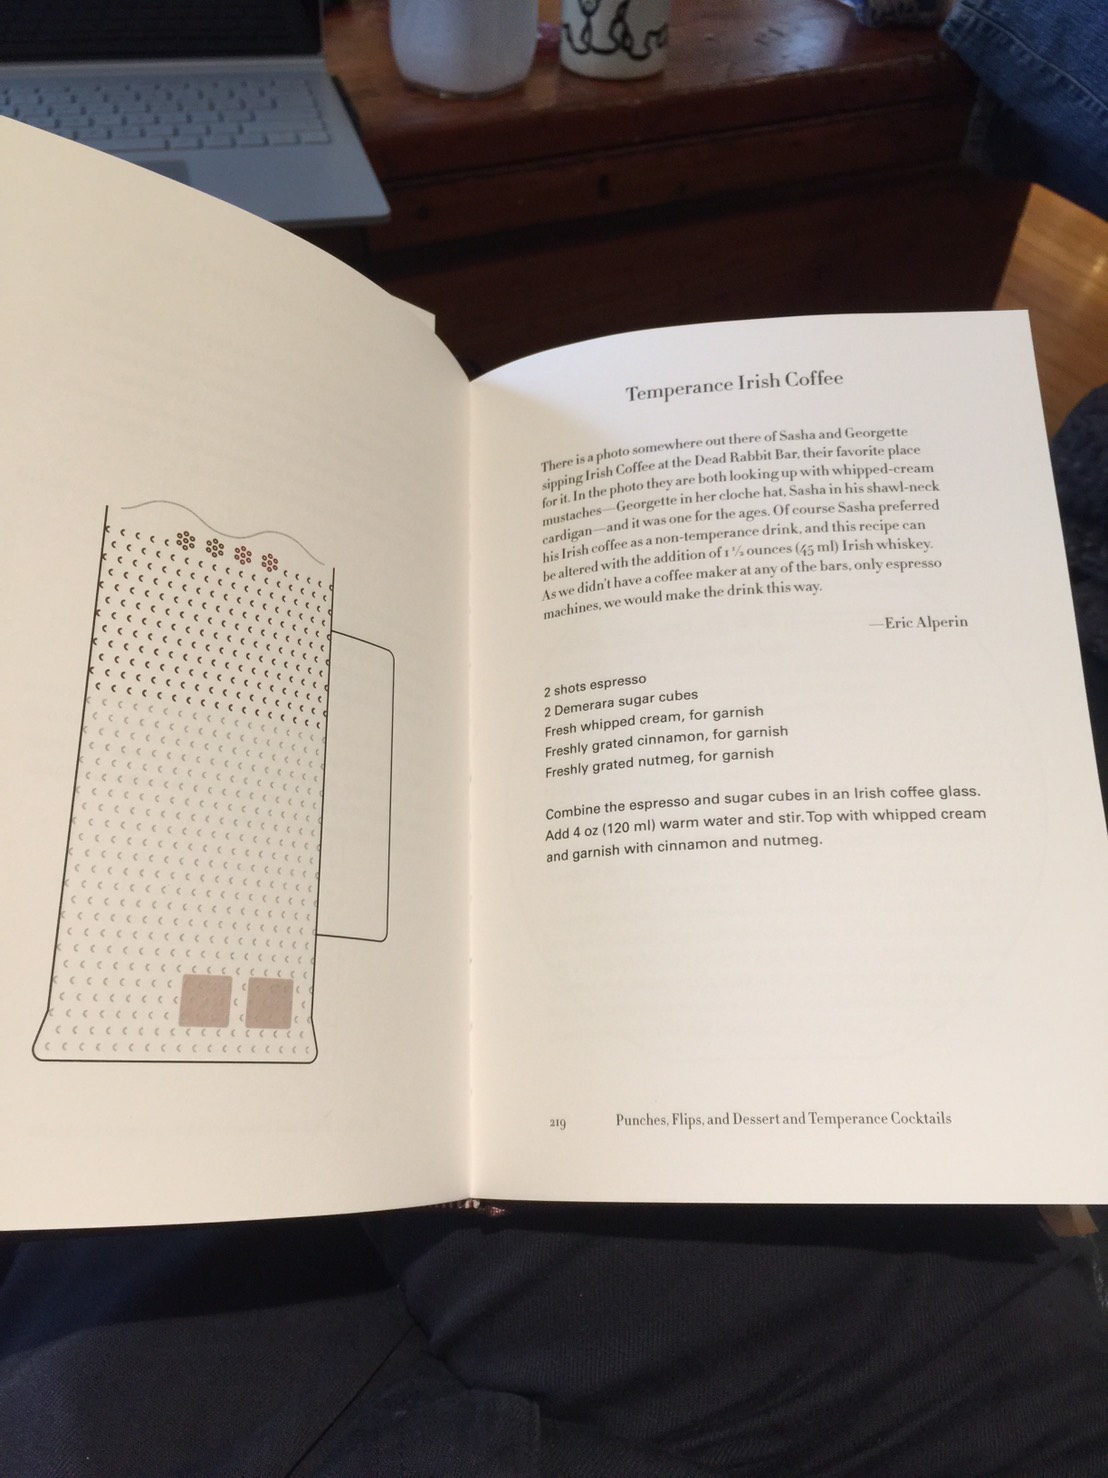 Temperance Irish Coffee
There is a photo somewhere out there of Sasha and Georgette
sipping Irish Coffee at the Dead Rabbit Bar, their favorite place
for it. In the photo they are both looking up with whipped-cream
mustaches—Georgette in her cloche hat, Sasha in his shawl-neck
cardigan—and it was one for the ages. Of course Sasha preferred
his Irish coffee as a non-temperance drink, and this recipe can
be altered with the addition of 1 ½ ounces (45 ml) Irish whiskey.
As we didn't have a coffee maker at any of the bars, only espresso
machines, we would make the drink this way.
—Eric Alperin
2 shots espresso
2 Demerara sugar cubes
Fresh whipped cream, for garnish
Freshly grated cinnamon, for garnish
Freshly grated nutmeg, for garnish
Combine the espresso and sugar cubes in an Irish coffee glass.
Add 4 oz (120 ml) warm water and stir. Top with whipped cream
and garnish with cinnamon and nutmeg.
219 Punches, Flips, and Dessert and Temperance Cocktails